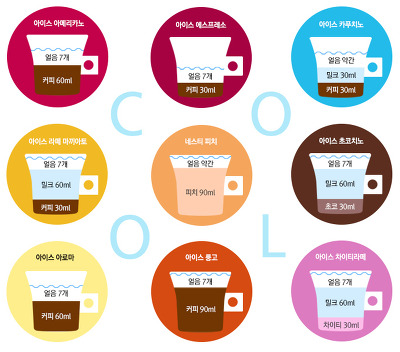 아이스 아메리카노
얼음 7개
커피 60ml
아이스 에스프레소
얼음 7개
커피 30ml
아이스 카푸치노
얼음 약간
밀크 30ml
커피 30ml
C
O
아이스 라떼 마끼아또
얼음 7개
밀크 60ml
커피 30ml
네스티 피치
얼음 약간
피치 90ml
아이스 초코치노
얼음 7개
밀크 60ml
초코 30ml
O
L
아이스 아로마
얼음 7개
커피 60ml
아이스 룽고
얼음 7개
커피 90ml
아이스 차이티라떼
얼음 7개
밀크 60ml
차이티 30ml